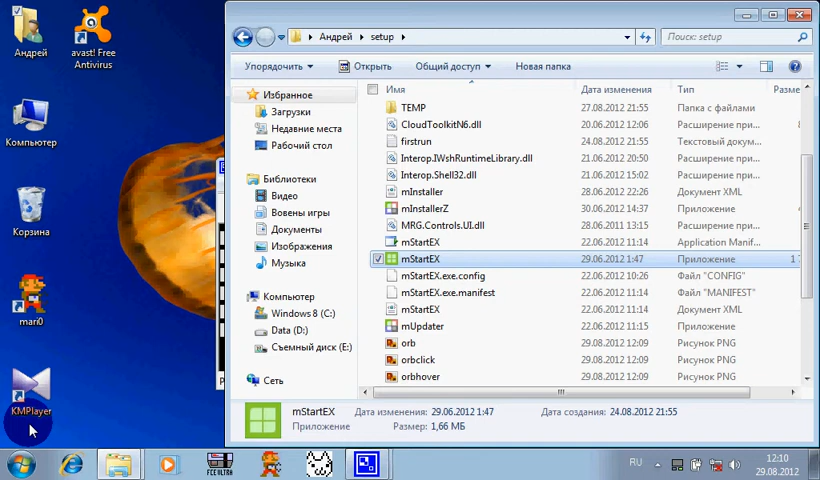 Андрей
avast! Free
Antivirus
Компьютер
Корзина
mari0
KMPlayer
Андрей
setup
Поиск: setup
Упорядочить
Открыть
Общий доступ
Новая папка
Избранное
Загрузки
Недавние места
Рабочий стол
Библиотеки
Видео
Вовены игры
Документы
Изображения
Музыка
Компьютер
Windows 8 (C:)
Data (D:)
Съемный диск (E:)
Сеть
Имя
Дата изменения
Тип
Разме
TEMP
27.08.2012 21:55
Папка с файлами
CloudToolkitN6.dll
20.06.2012 12:06
Расширение при...
firstrun
24.08.2012 21:55
Текстовый докум...
Interop.IWshRuntimeLibrary.dll
21.06.2012 20:50
Расширение при...
Interop.Shell32.dll
21.06.2012 15:02
Расширение при...
mInstaller
28.06.2012 22:26
Документ XML
mInstallerZ
30.06.2012 14:37
Приложение
MRG.Controls.UI.dll
28.06.2011 13:15
Расширение при...
mStartEX
22.06.2012 11:14
Application Manif...
mStartEX
29.06.2012 1:47
Приложение
1
mStartEX.exe.config
22.06.2012 10:26
Файл "CONFIG"
mStartEX.exe.manifest
22.06.2012 11:14
Файл "MANIFEST"
mStartEX
22.06.2012 11:14
Документ XML
mUpdater
22.06.2012 11:15
Приложение
orb
29.08.2012 12:09
Рисунок PNG
orbclick
29.08.2012 12:09
Рисунок PNG
orbhover
29.08.2012 12:09
Рисунок PNG
mStartEX
Дата изменения: 29.06.2012 1:47
Дата создания: 24.08.2012 21:55
Приложение
Размер: 1,66 МБ
FCE ULTRA
RU
12:10
29.08.2012